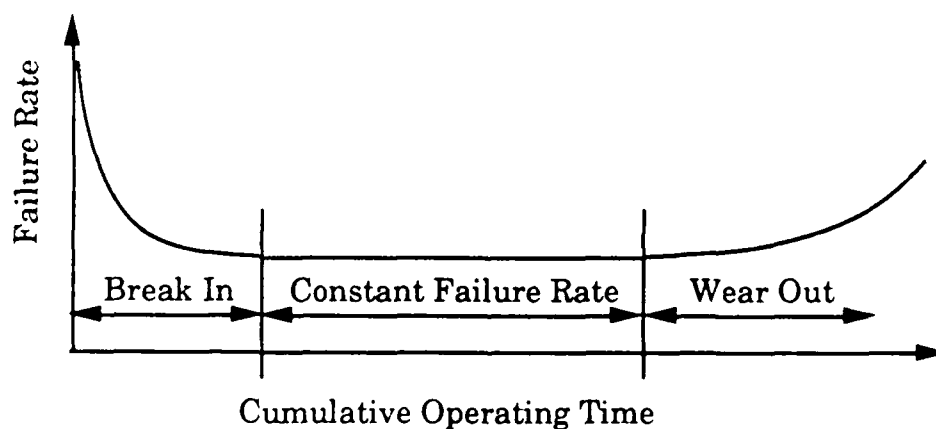 Failure Rate
Break In
Constant Failure Rate
Wear Out
Cumulative Operating Time